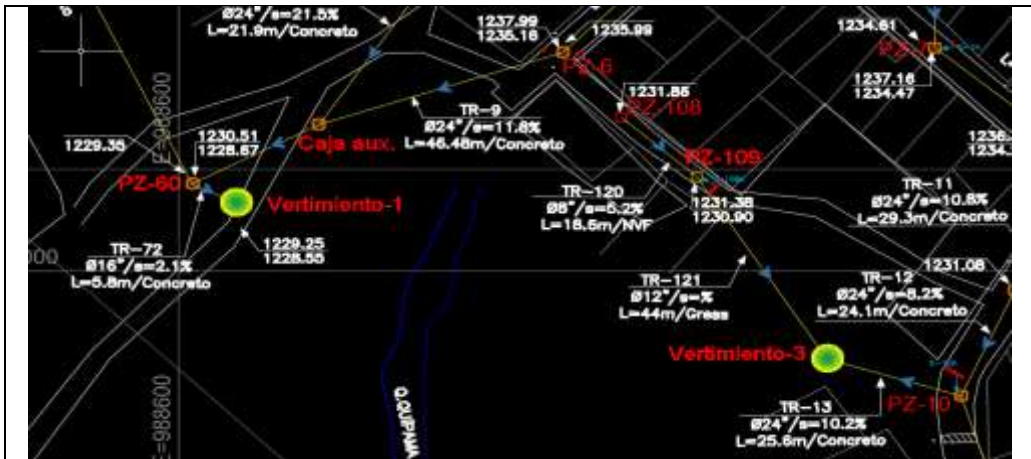 Ø24"/s=21.5%
L=21.9m/Concreto
1237.99
1235.16
1235.99
PZ-6
1234.61
1237.16
1234.47
1231.85
PZ-108
TR-9
Ø24"/s=11.8%
L=46.48m/Concreto
E=988600
1229.35
1230.51
1228.67
Caja aux.
PZ-60
Vertimiento-1
PZ-109
TR-120
Ø8"/s=5.2%
L=18.5m/NVF
1231.38
1230.90
TR-11
Ø24"/s=10.8%
L=29.3m/Concreto
1229.25
1228.55
TR-72
Ø16"/s=2.1%
L=5.8m/Concreto
TR-121
Ø12"/s=%
L=44m/Gress
1231.08
TR-12
Ø24"/s=8.2%
L=24.1m/Concreto
Vertimiento-3
PZ-10
TR-13
Ø24"/s=10.2%
L=25.6m/Concreto
E=988600
Q.QUIPAMA